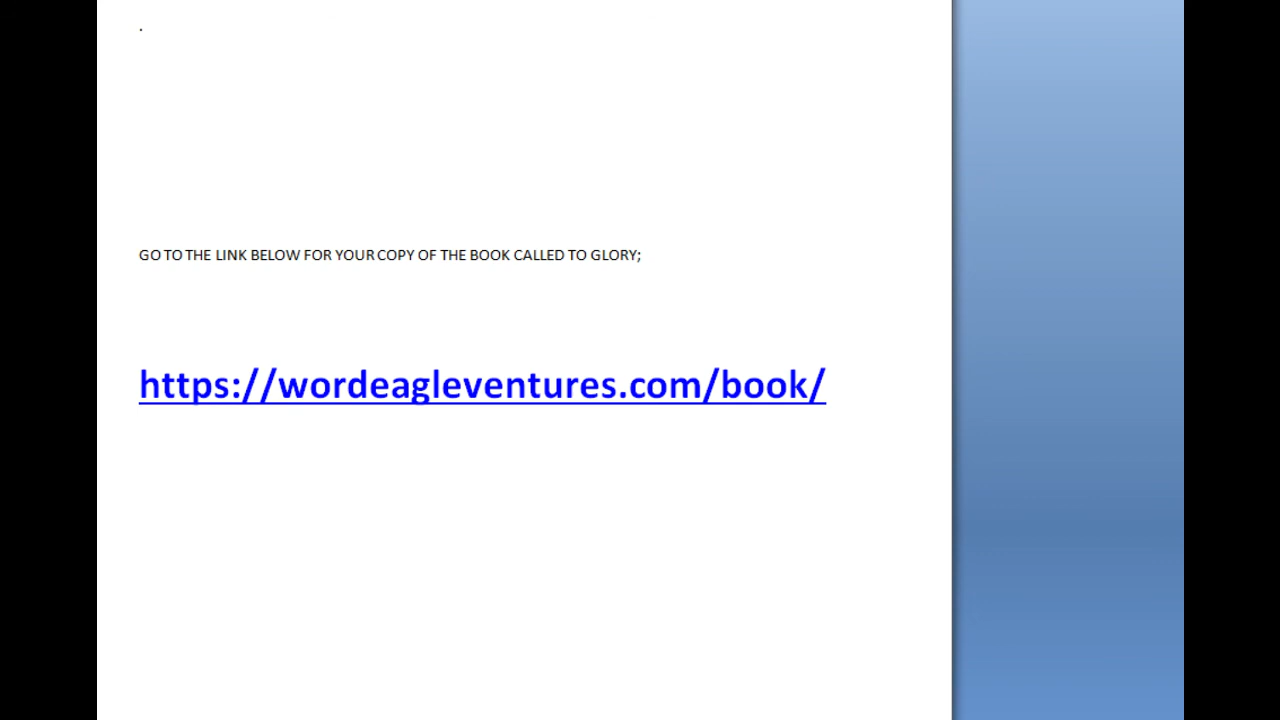 .
GO TO THE LINK BELOW FOR YOUR COPY OF THE BOOK CALLED TO GLORY;
https://wordeagleventures.com/book/